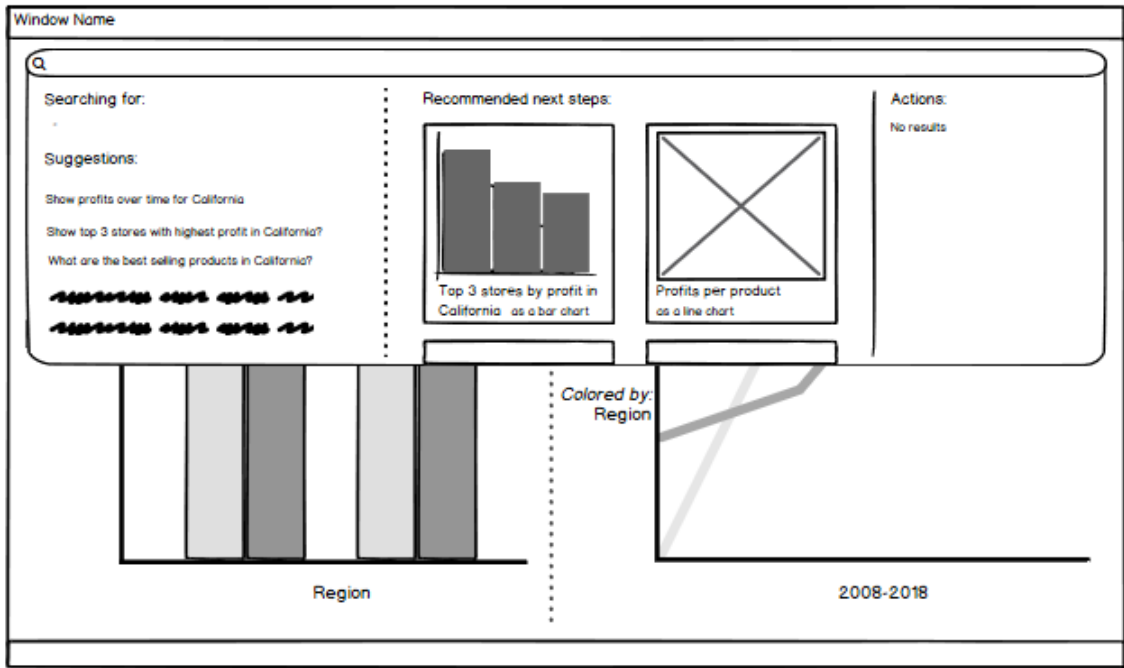 Window Name
Searching for:
Suggestions:
Show profits over time for California
Show top 3 stores with highest profit in California?
What are the best selling products in California?
Recommended next steps:
Top 3 stores by profit in
California as a bar chart
Profits per product
as a line chart
Actions:
No results
Colored by:
Region
Region
2008-2018